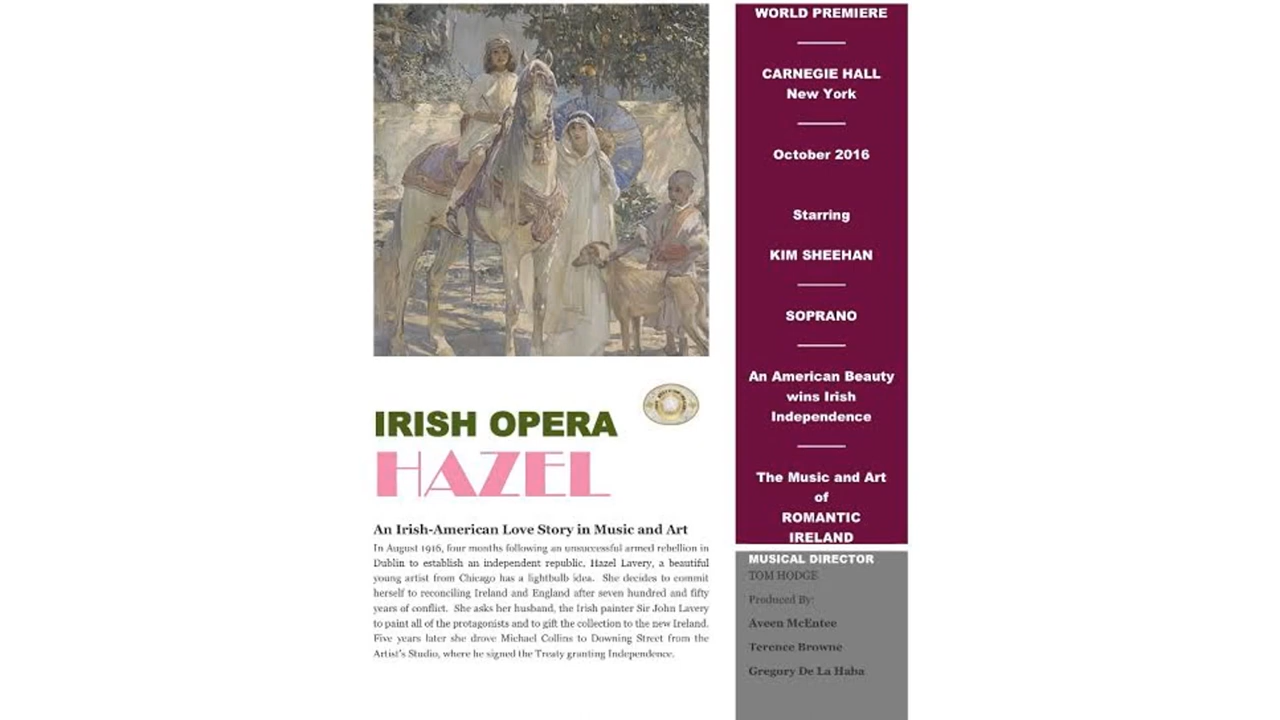 WORLD PREMIERE
CARNEGIE HALL
New York
October 2016
Starring
KIM SHEEHAN
SOPRANO
An American Beauty
wins Irish
Independence
The Music and Art
of
ROMANTIC
IRELAND
MUSICAL DIRECTOR
TOM HODGE
Produced By:
Aveen McEntee
Terence Browne
Gregory De La Haba
IRISH OPERA
HAZEL
An Irish-American Love Story in Music and Art
In August 1916, four months following an unsuccessful armed rebellion in
Dublin to establish an independent republic, Hazel Lavery, a beautiful
young artist from Chicago has a lightbulb idea. She decides to commit
herself to reconciling Ireland and England after seven hundred and fifty
years of conflict. She asks her husband, the Irish painter Sir John Lavery
to paint all of the protagonists and to gift the collection to the new Ireland.
Five years later she drove Michael Collins to Downing Street from the
Artist's Studio, where he signed the Treaty granting Independence.